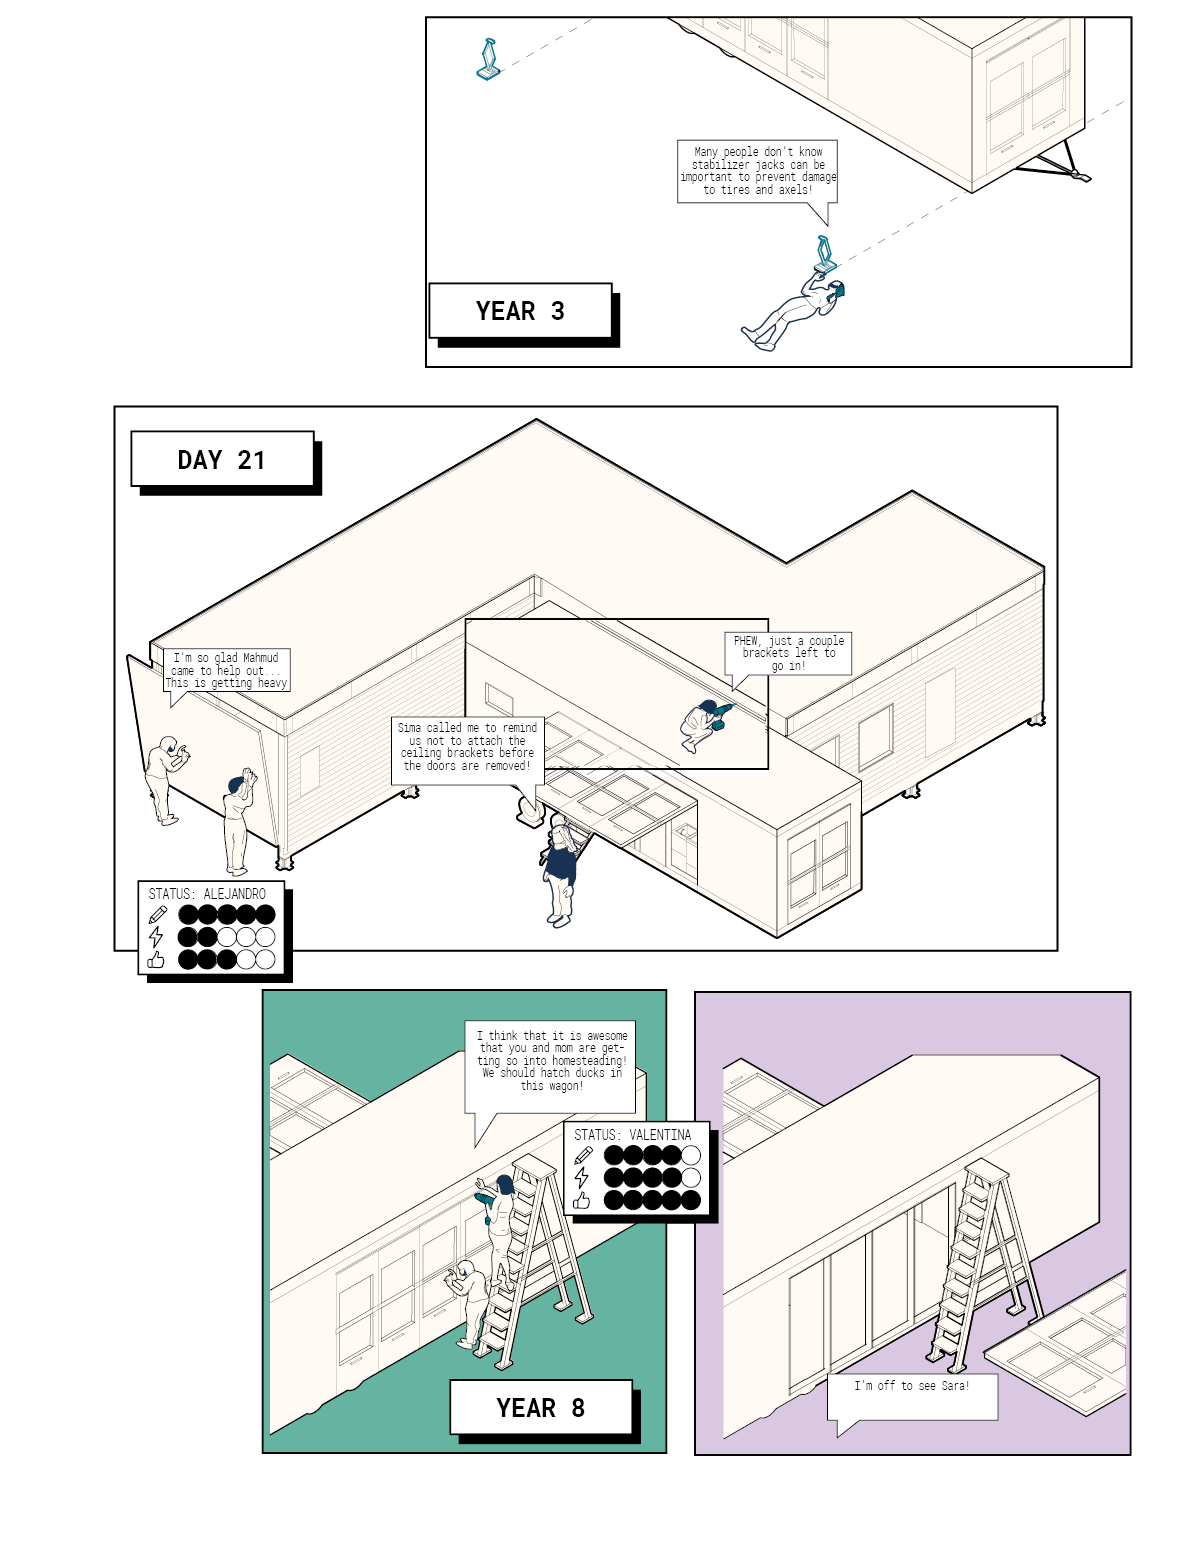 Many people don't know
stabilizer jacks can be
important to prevent damage
to tires and axels!
YEAR 3
DAY 21
I'm so glad Mahmud
came to help out...
This is getting heavy
PHEW, just a couple
brackets left to
go in!
Sima called me to remind
us not to attach the
ceiling brackets before
the doors are removed!
STATUS: ALEJANDRO
I think that it is awesome
that you and mom are get-
ting so into homesteading!
We should hatch ducks in
this wagon!
STATUS: VALENTINA
YEAR 8
I'm off to see Sara!